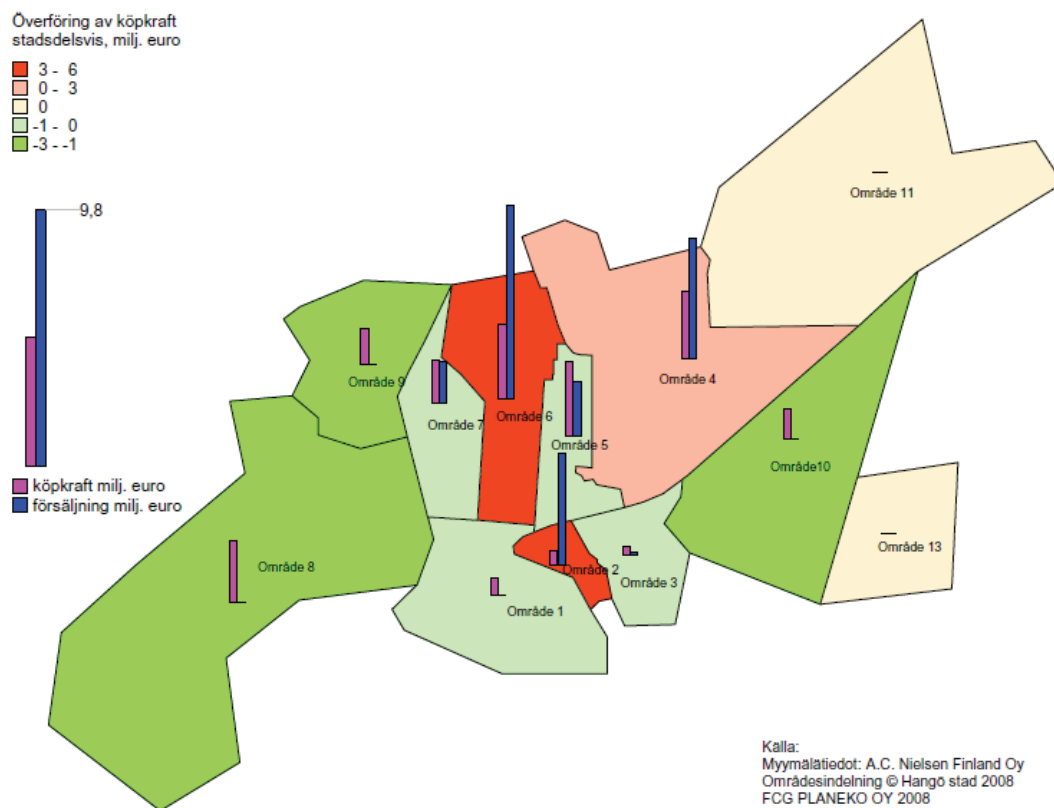 Överföring av köpkraft
stadsdelsvis, milj. euro
3 - 6
0 - 3
0
-1 - 0
-3 - -1
9,8
köpkraft milj. euro
försäljning milj. euro
Område 11
Område 4
Område 9
Område 6
Område 7
Område 5
Område10
Område 13
Område 8
Område 2
Område 3
Område 1
Källa:
Myymälätiedot: A.C. Nielsen Finland Oy
Områdesindelning © Hangö stad 2008
FCG PLANEKO OY 2008